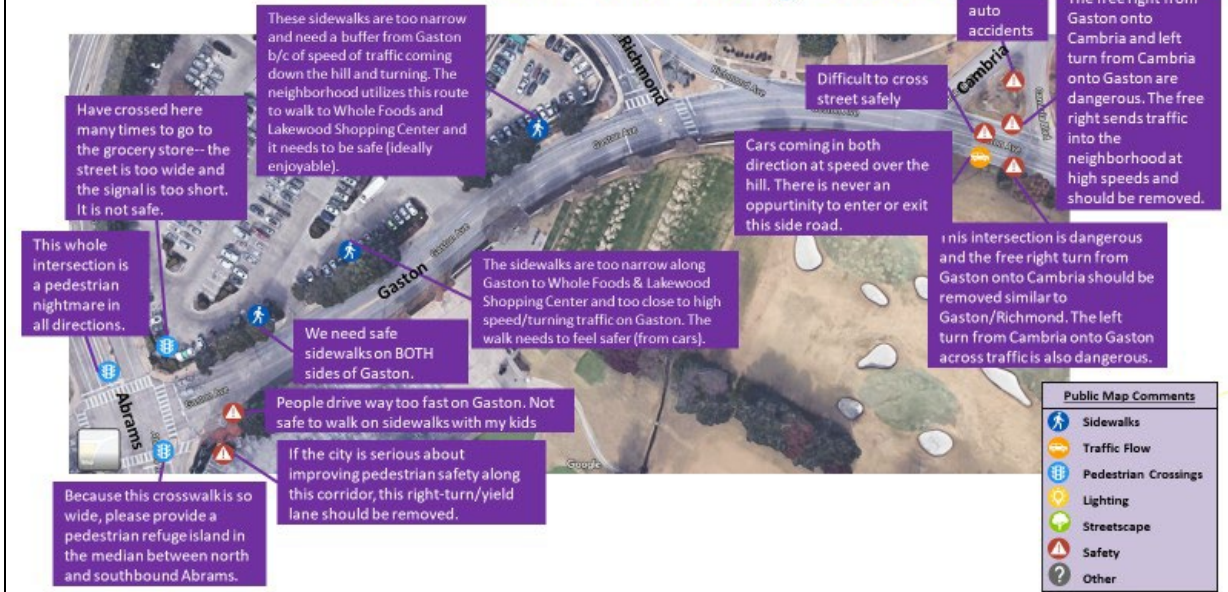 These sidewalks are too narrow
and need a buffer from Gaston
b/c of speed of traffic coming
down the hill and turning. The
neighborhood utilizes this route
to walk to Whole Foods and
Lakewood Shopping Center and
it needs to be safe (ideally
enjoyable).
Richmond
Richmond Ave
auto
accidents
Cambria
The free right from
Gaston onto
Cambria and left
turn from Cambria
onto Gaston are
dangerous. The free
right sends traffic
into the
neighborhood at
high speeds and
should be removed.
Difficult to cross
street safely
Have crossed here
many times to go to
the grocery store-- the
street is too wide and
the signal is too short.
It is not safe.
Gaston Ave
Cars coming in both
direction at speed over the
hill. There is never an
oppurtinity to enter or exit
this side road.
This whole
intersection is
a pedestrian
nightmare in
all directions.
Gaston Ave
Gaston
The sidewalks are too narrow along
Gaston to Whole Foods & Lakewood
Shopping Center and too close to high
speed/turning traffic on Gaston. The
walk needs to feel safer (from cars).
This intersection is dangerous
and the free right turn from
Gaston onto Cambria should be
removed similar to
Gaston/Richmond. The left
turn from Cambria onto Gaston
across traffic is also dangerous.
We need safe
sidewalks on BOTH
sides of Gaston.
Abrams
Gaston Ave
People drive way too fast on Gaston. Not
safe to walk on sidewalks with my kids
If the city is serious about
improving pedestrian safety along
this corridor, this right-turn/yield
lane should be removed.
Google
Because this crosswalk is so
wide, please provide a
pedestrian refuge island in
the median between north
and southbound Abrams.
Public Map Comments
Sidewalks
Traffic Flow
Pedestrian Crossings
Lighting
Streetscape
Safety
? Other